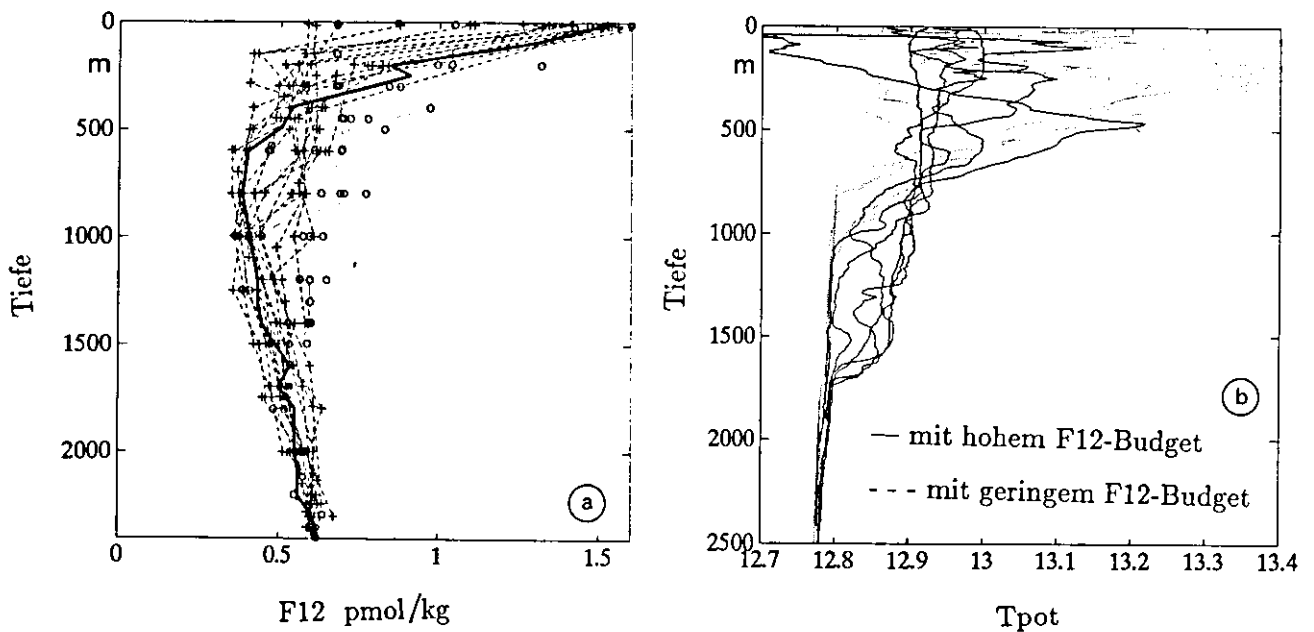 0
m
500
1000
1500
2000
Tiefe
0
0.5
1
1.5
F12 pmol/kg
a
0
m
500
1000
1500
2000
2500
Tiefe
12.7
12.8
12.9
13
13.1
13.2
13.3
13.4
Tpot
b
mit hohem F12-Budget
mit geringem F12-Budget